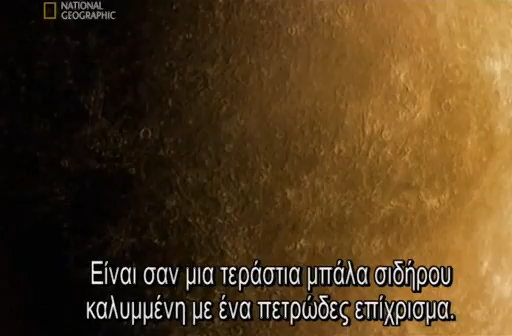 NATIONAL
GEOGRAPHIC
Είναι σαν μια τεράστια μπάλα σιδήρου
καλυμμένη με ένα πετρώδες επίχρισμα.